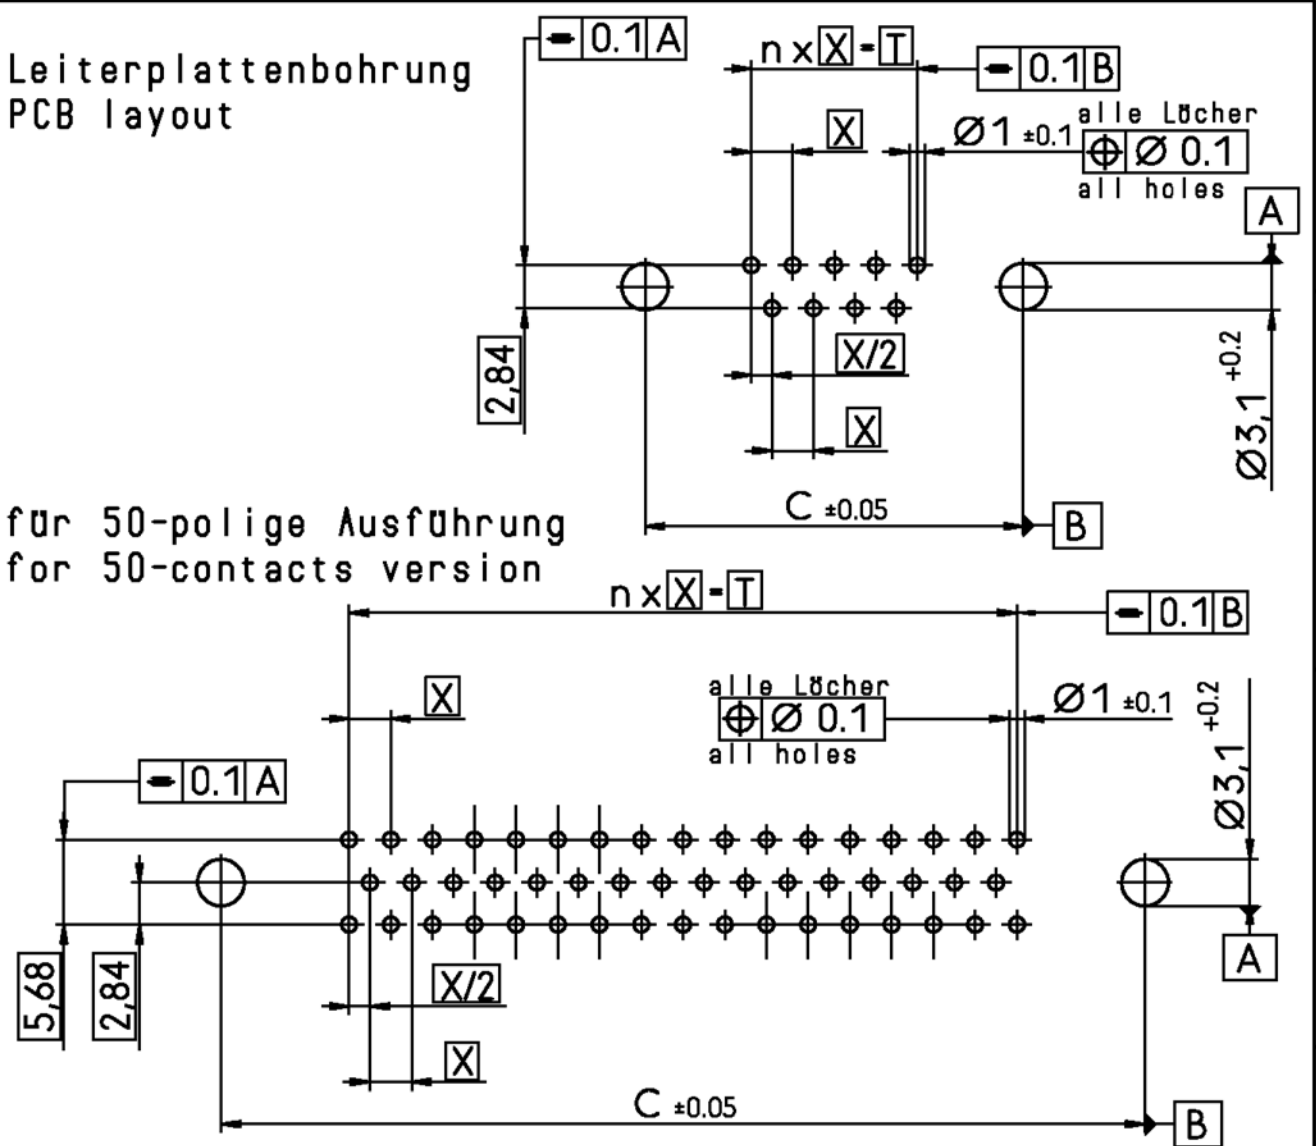 Leiterplattenbohrung
PCB layout
⌯ 0.1 A
n x X = T
⌯ 0.1 B
X
Ø1 ±0.1
alle Löcher
⌖ Ø 0.1
all holes
A
2,84
X/2
X
Ø3,1 +0.2
C ±0.05
B
für 50-polige Ausführung
for 50-contacts version
n x X = T
⌯ 0.1 B
X
alle Löcher
⌖ Ø 0.1
all holes
Ø1 ±0.1
Ø3,1 +0.2
⌯ 0.1 A
5,68
2,84
X/2
X
A
C ±0.05
B